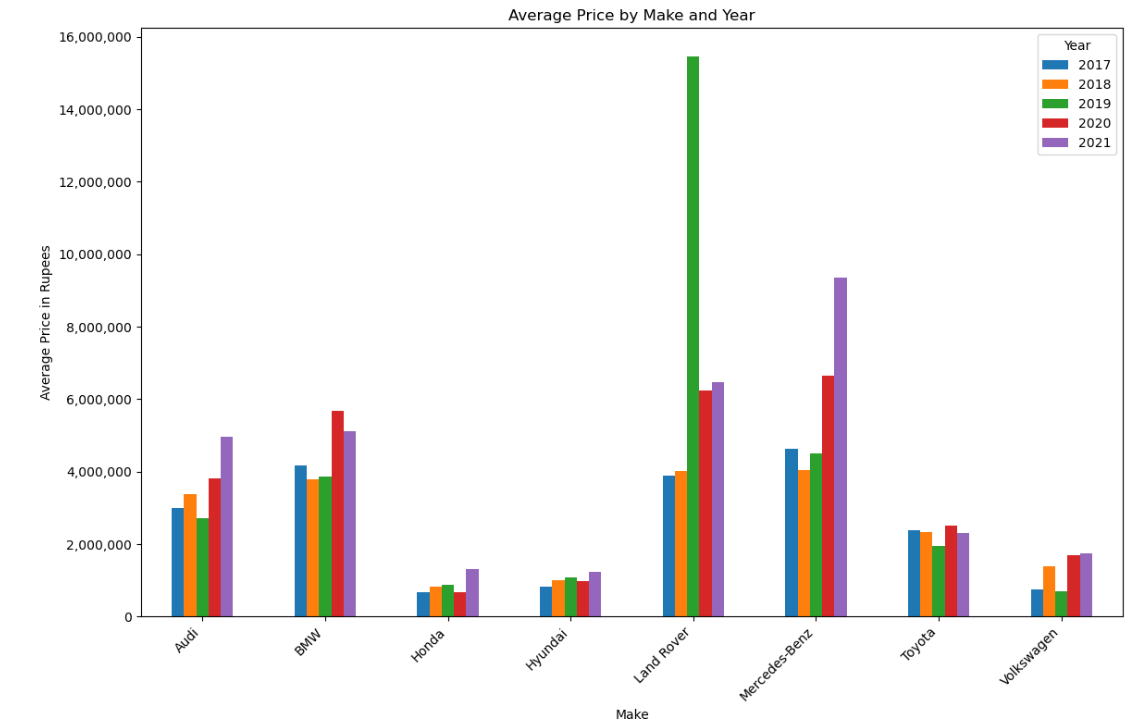 Average Price by Make and Year
Year
2017
2018
2019
2020
2021
16,000,000
14,000,000
12,000,000
10,000,000
8,000,000
6,000,000
4,000,000
2,000,000
0
Average Price in Rupees
Audi
BMW
Honda
Hyundai
Land Rover
Mercedes-Benz
Toyota
Volkswagen
Make